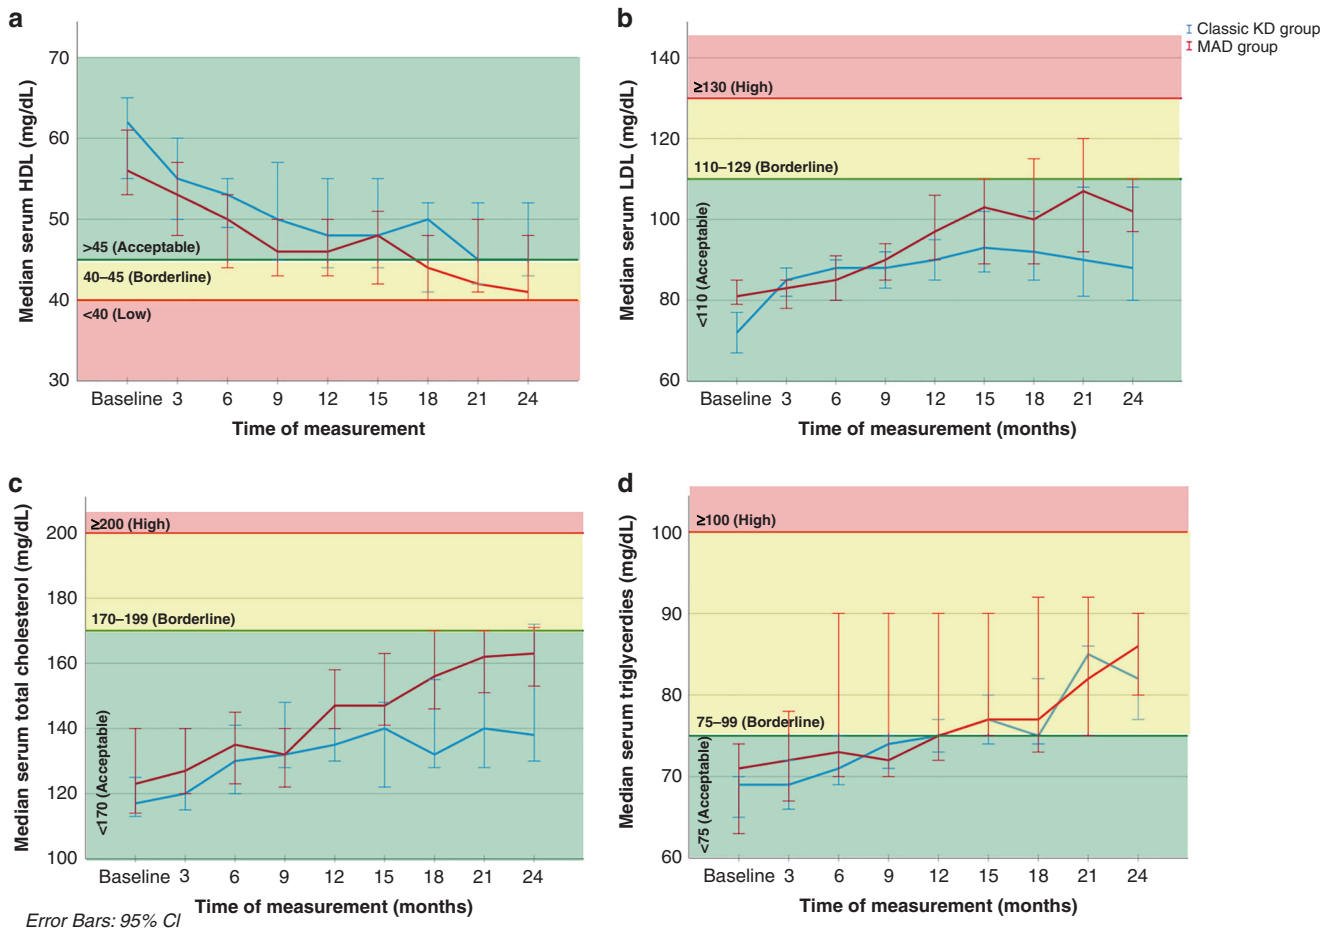 a
Median serum HDL (mg/dL)
70
60
50
40
30
>45 (Acceptable)
40–45 (Borderline)
<40 (Low)
Baseline 3 6 9 12 15 18 21 24
Time of measurement
b
Median serum LDL (mg/dL)
140
120
100
80
60
≥130 (High)
110–129 (Borderline)
<110 (Acceptable)
Baseline 3 6 9 12 15 18 21 24
Time of measurement (months)
Classic KD group
MAD group
c
Median serum total cholesterol (mg/dL)
200
180
160
140
120
100
≥200 (High)
170–199 (Borderline)
<170 (Acceptable)
Baseline 3 6 9 12 15 18 21 24
Time of measurement (months)
Error Bars: 95% CI
d
Median serum triglycerdies (mg/dL)
100
90
80
70
60
≥100 (High)
75–99 (Borderline)
<75 (Acceptable)
Baseline 3 6 9 12 15 18 21 24
Time of measurement (months)